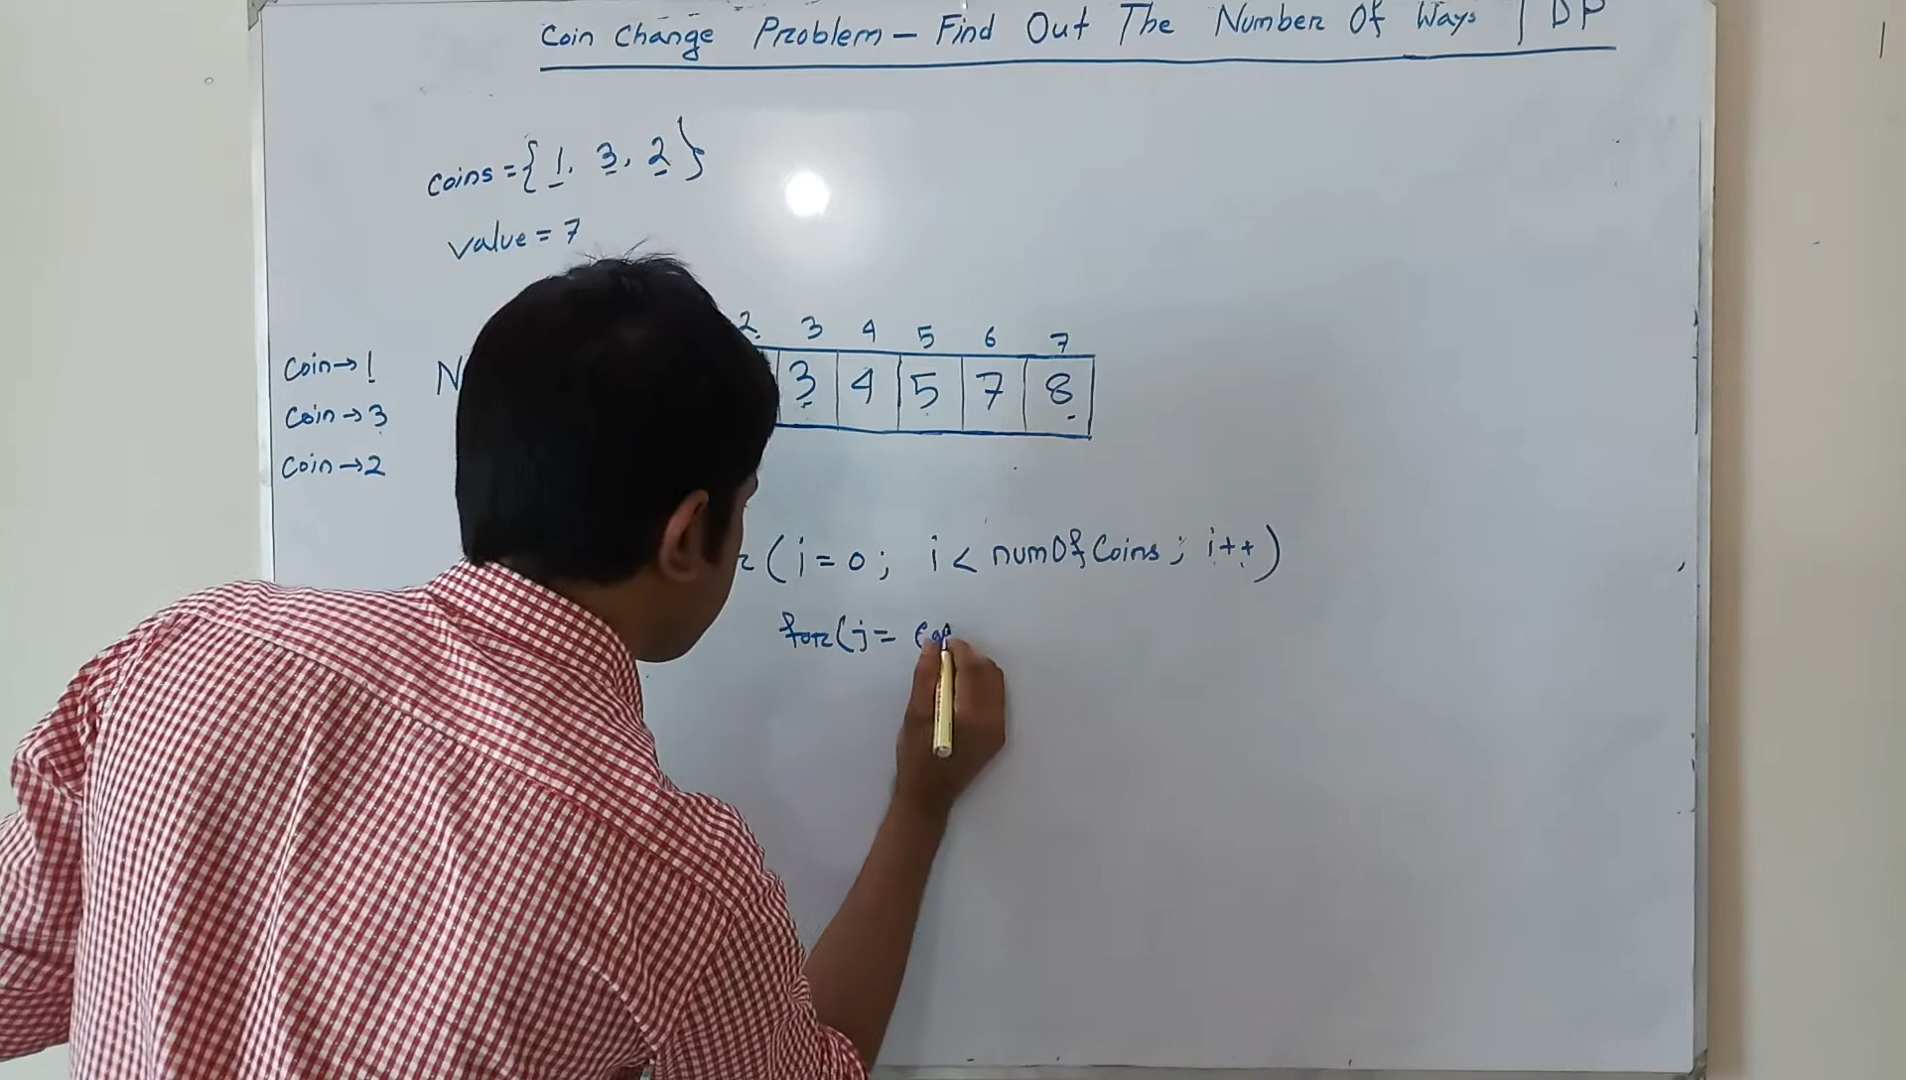 Coin Change Problem - Find Out The Number Of Ways | DP
coins = { 1, 3, 2 }
value = 7
2 3 4 5 6 7
Coin → 1
N 3 4 5 7 8
Coin → 3
Coin → 2
( i = 0; i < numOfCoins; i++ )
for( j =